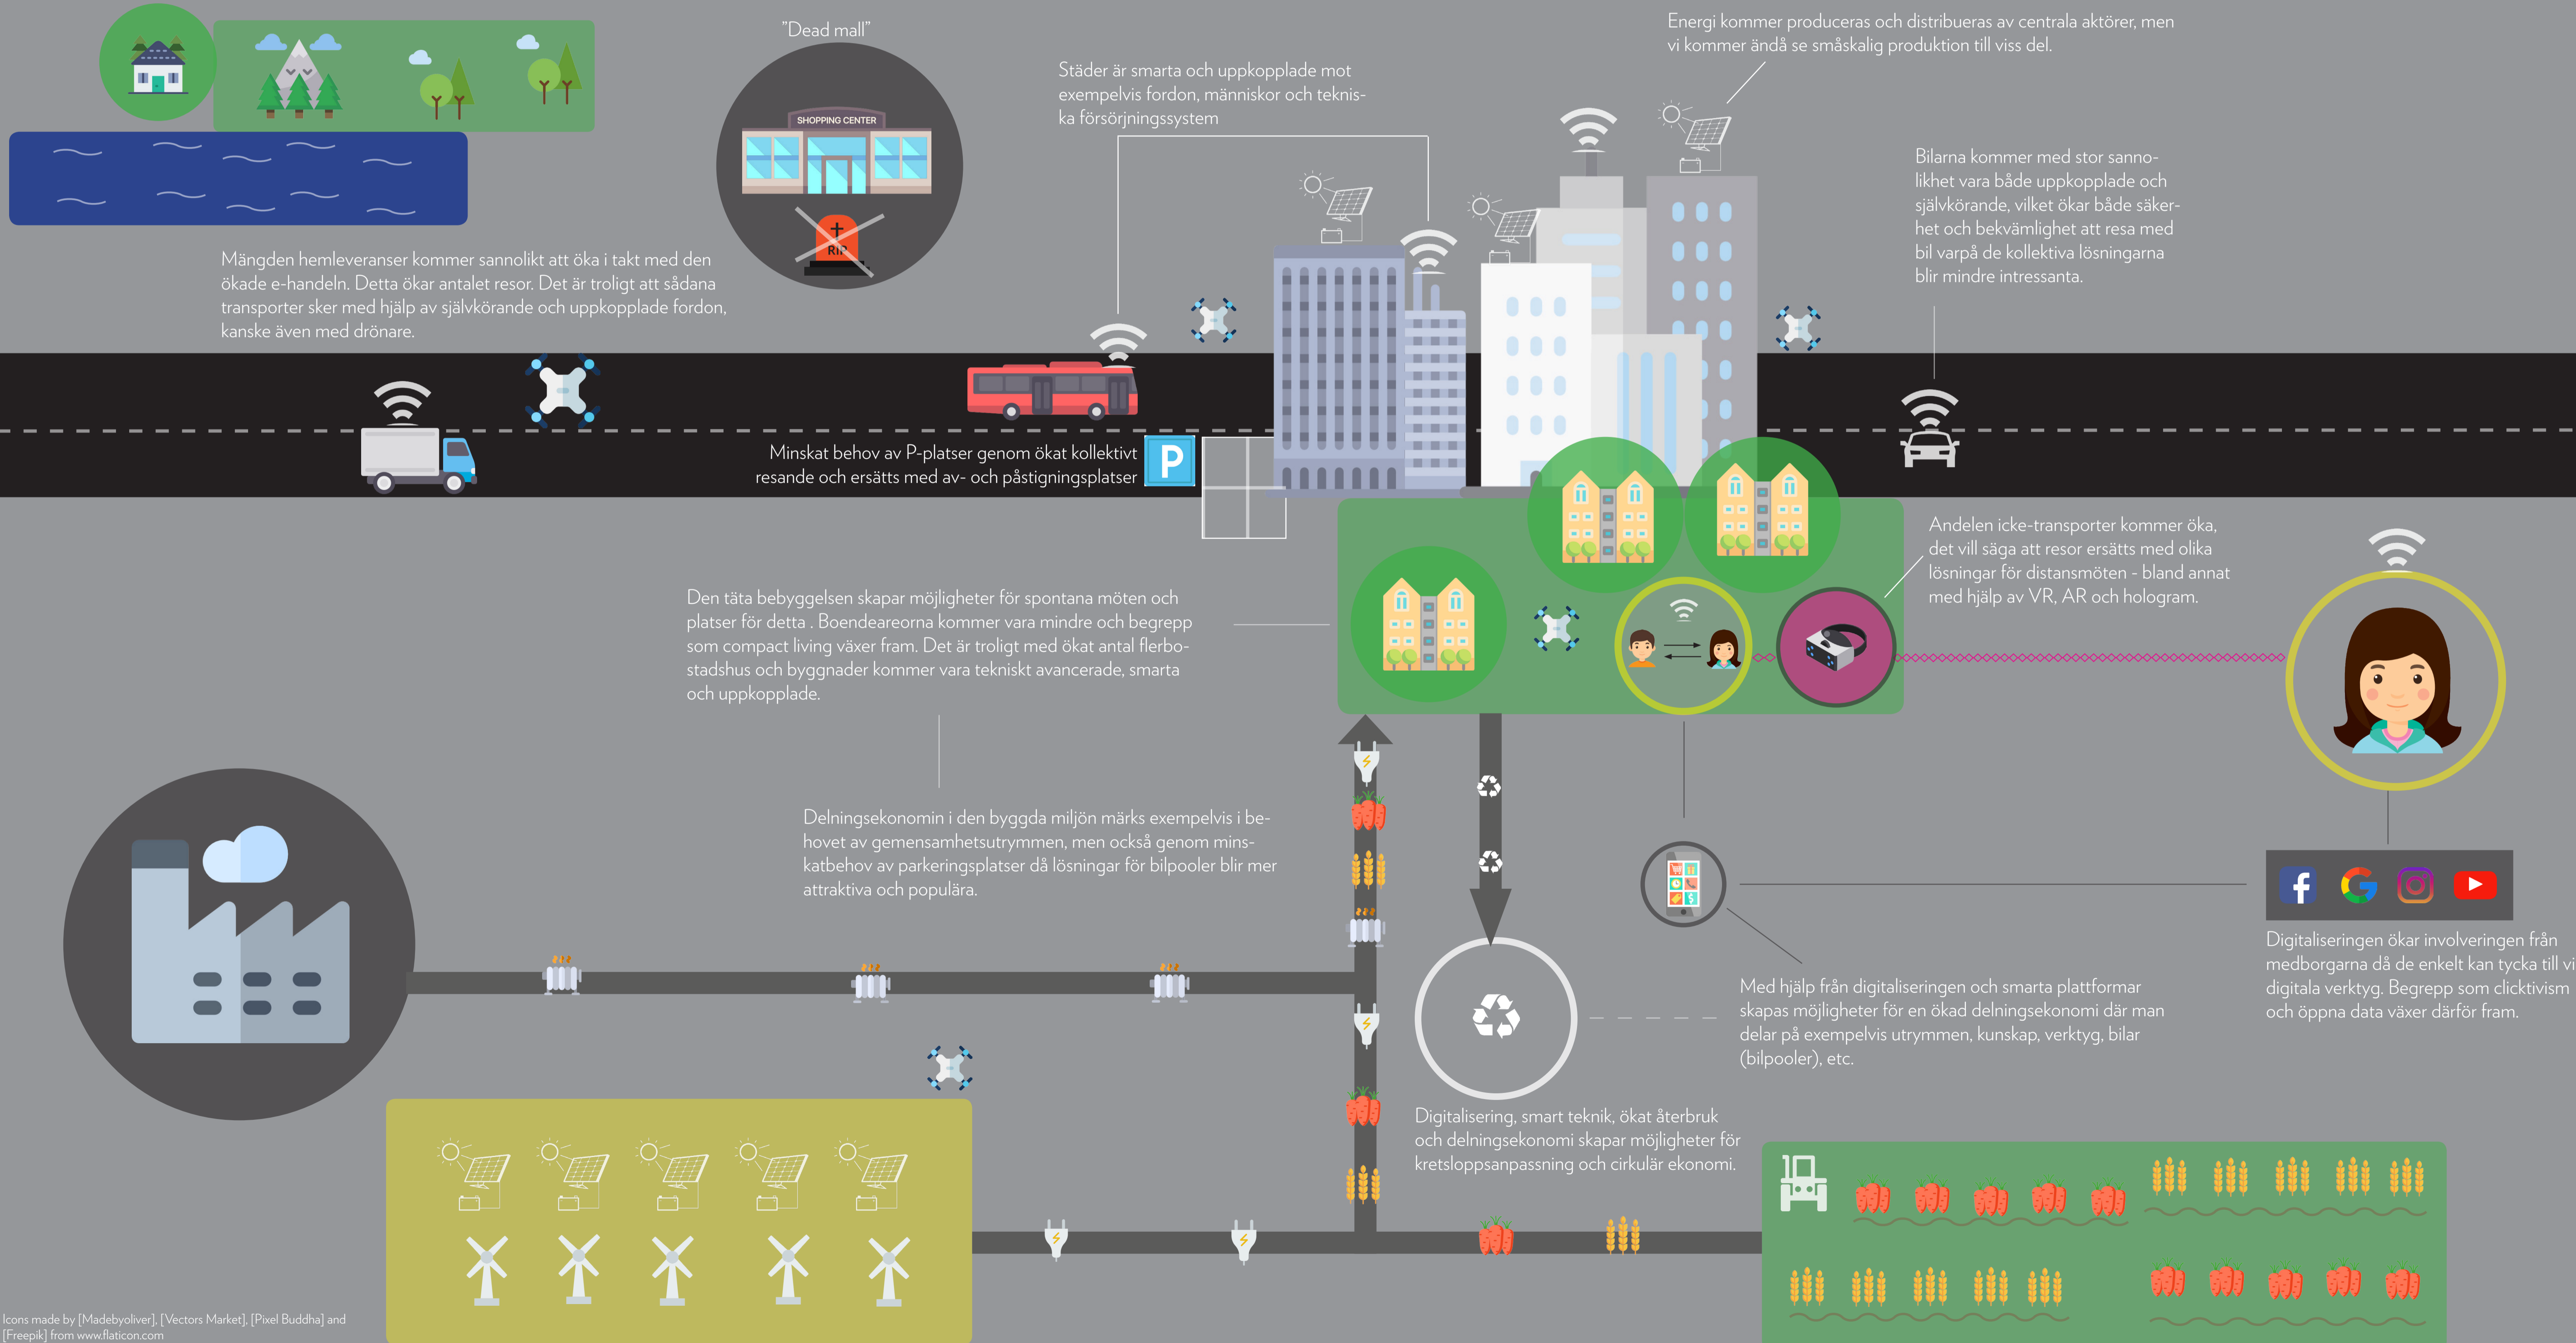 "Dead mall"
SHOPPING CENTER
RIP
Städer är smarta och uppkopplade mot
exempelvis fordon, människor och teknis-
ka försörjningssystem
Energi kommer produceras och distribueras av centrala aktörer, men
vi kommer ändå se småskalig produktion till viss del.
Bilarna kommer med stor sanno-
likhet vara både uppkopplade och
självkörande, vilket ökar både säker-
het och bekvämlighet att resa med
bil varpå de kollektiva lösningarna
blir mindre intressanta.
Mängden hemleveranser kommer sannolikt att öka i takt med den
ökade e-handeln. Detta ökar antalet resor. Det är troligt att sådana
transporter sker med hjälp av självkörande och uppkopplade fordon,
kanske även med drönare.
Minskat behov av P-platser genom ökat kollektivt
resande och ersätts med av- och påstigningsplatser
P
Andelen icke-transporter kommer öka,
det vill säga att resor ersätts med olika
lösningar för distansmöten - bland annat
med hjälp av VR, AR och hologram.
Den täta bebyggelsen skapar möjligheter för spontana möten och
platser för detta . Boendeareorna kommer vara mindre och begrepp
som compact living växer fram. Det är troligt med ökat antal flerbo-
stadshus och byggnader kommer vara tekniskt avancerade, smarta
och uppkopplade.
Delningsekonomin i den byggda miljön märks exempelvis i be-
hovet av gemensamhetsutrymmen, men också genom mins-
katbehov av parkeringsplatser då lösningar för bilpooler blir mer
attraktiva och populära.
Digitaliseringen ökar involveringen från
medborgarna då de enkelt kan tycka till vi
digitala verktyg. Begrepp som clicktivism
och öppna data växer därför fram.
Med hjälp från digitaliseringen och smarta plattformar
skapas möjligheter för en ökad delningsekonomi där man
delar på exempelvis utrymmen, kunskap, verktyg, bilar
(bilpooler), etc.
Digitalisering, smart teknik, ökat återbruk
och delningsekonomi skapar möjligheter för
kretsloppsanpassning och cirkulär ekonomi.
Icons made by [Madebyoliver], [Vectors Market], [Pixel Buddha] and
[Freepik] from www.flaticon.com